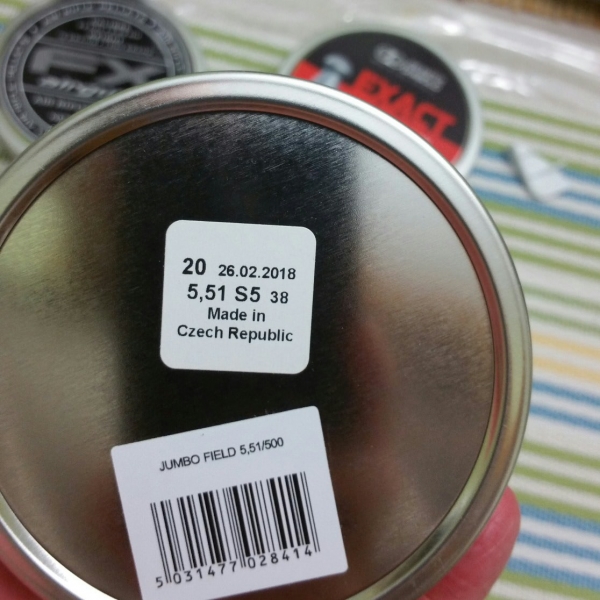 FX
EXACT
20 26.02.2018
5,51 S5 38
Made in
Czech Republic
JUMBO FIELD 5,51/500
5 031477 028414